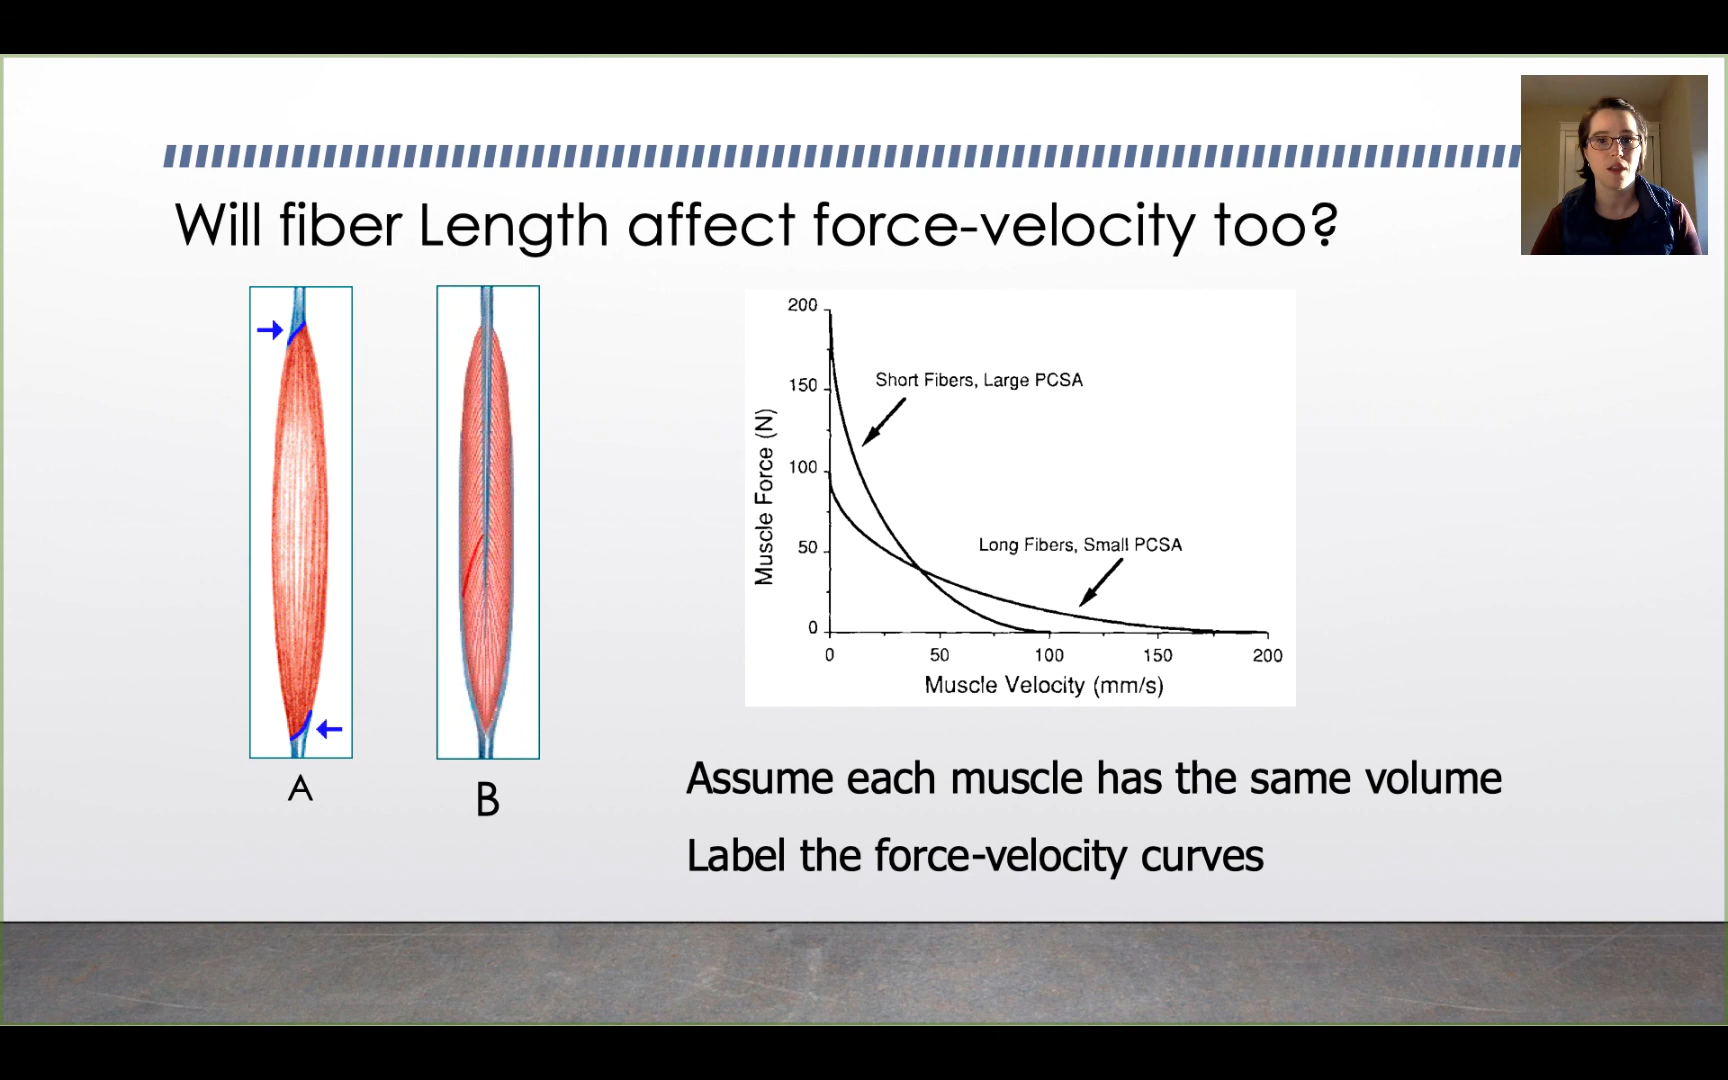 Will fiber Length affect force-velocity too?
A
B
200
150
100
50
0
Muscle Force (N)
Short Fibers, Large PCSA
Long Fibers, Small PCSA
0 50 100 150 200
Muscle Velocity (mm/s)
Assume each muscle has the same volume
Label the force-velocity curves